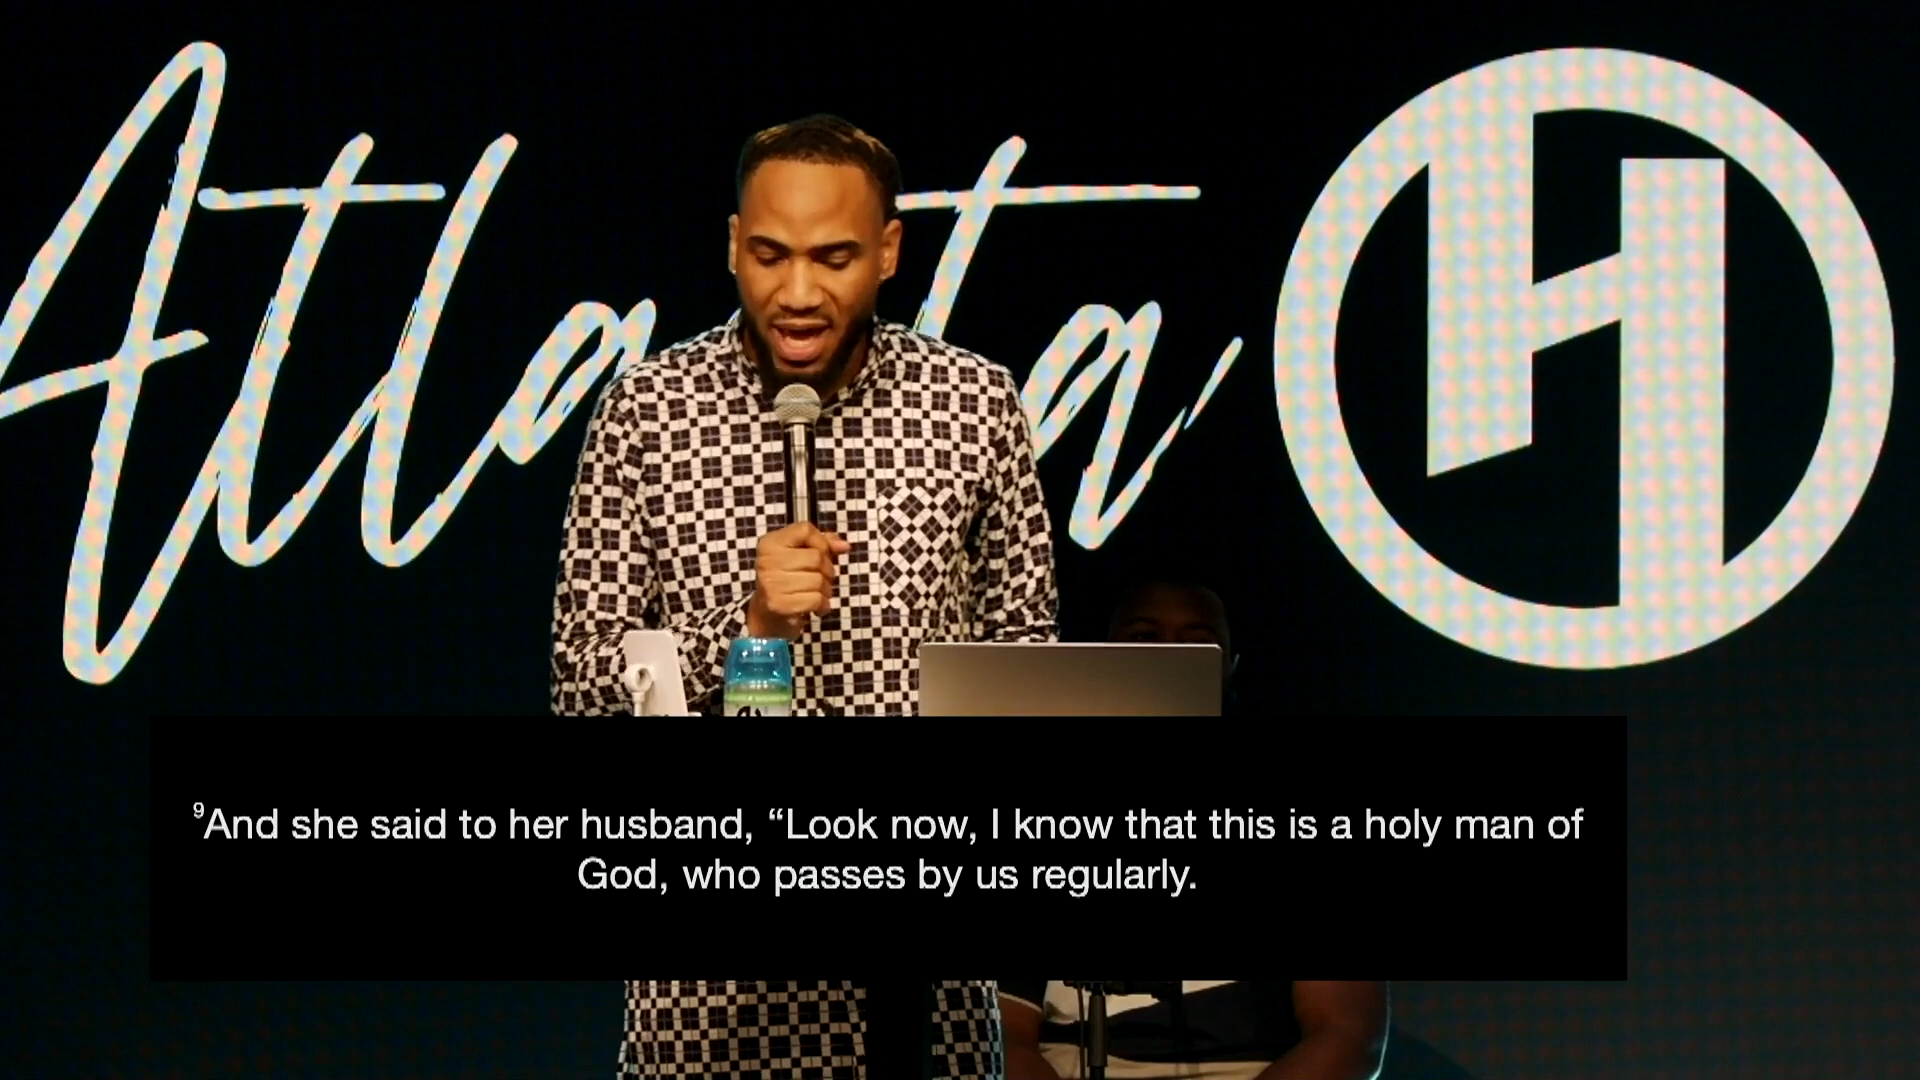 Atlanta
H
⁹And she said to her husband, “Look now, I know that this is a holy man of
God, who passes by us regularly.